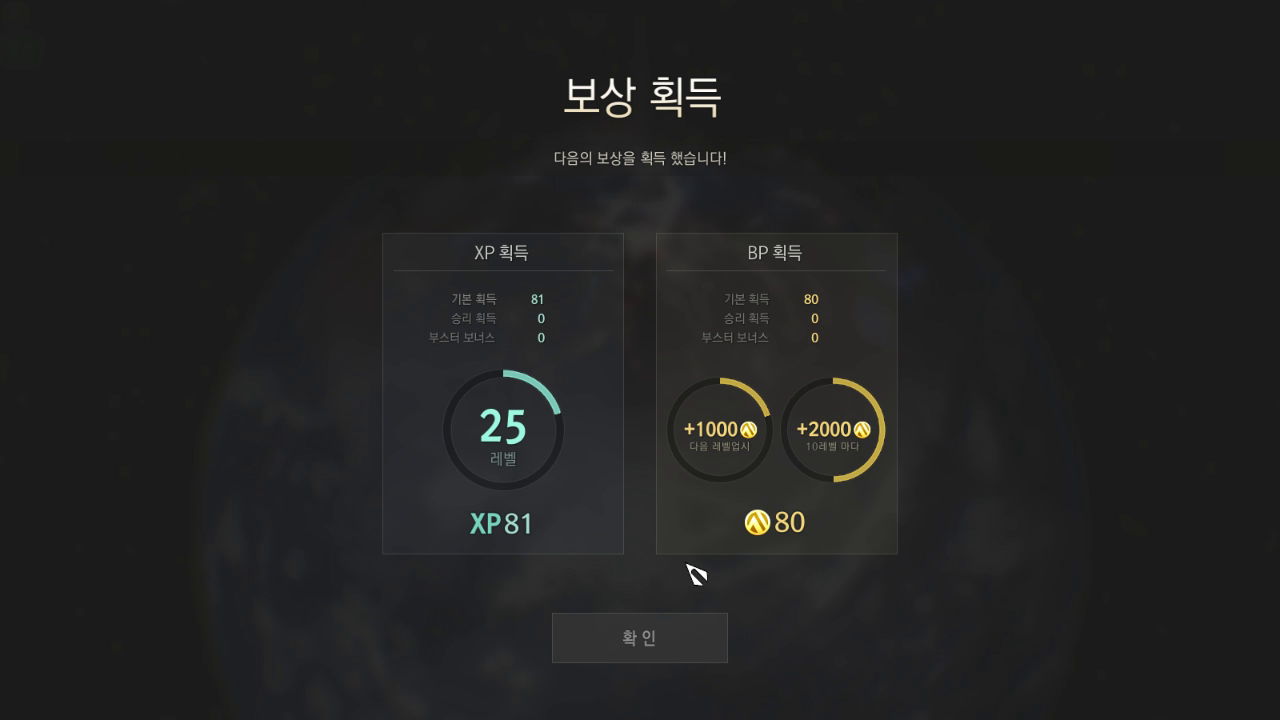 보상 획득
다음의 보상을 획득 했습니다!
XP 획득
기본 획득 81
승리 획득 0
부스터 보너스 0
25
레벨
XP 81
BP 획득
기본 획득 80
승리 획득 0
부스터 보너스 0
+1000
다음 레벨업시
+2000
10레벨 마다
80
확인